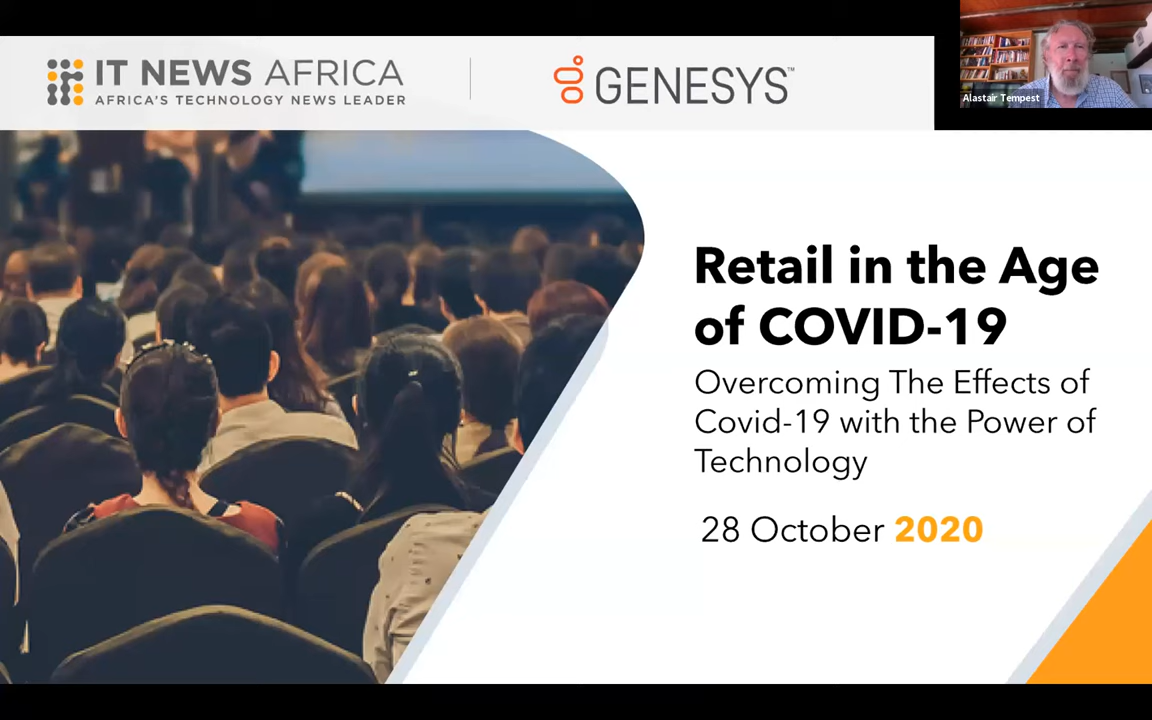 IT NEWS AFRICA
AFRICA'S TECHNOLOGY NEWS LEADER
GENESYS™
Alastair Tempest
Retail in the Age
of COVID-19
Overcoming The Effects of
Covid-19 with the Power of
Technology
28 October 2020